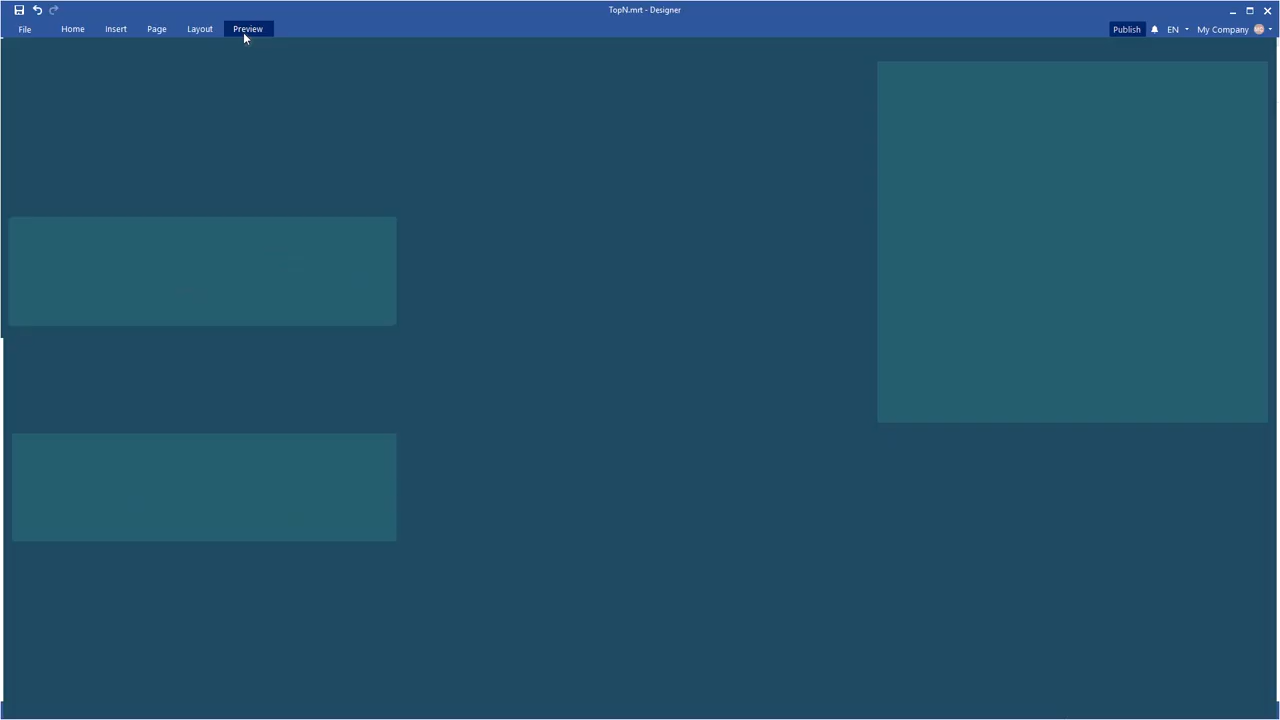 TopN.mrt - Designer
File Home Insert Page Layout Preview Publish EN My Company